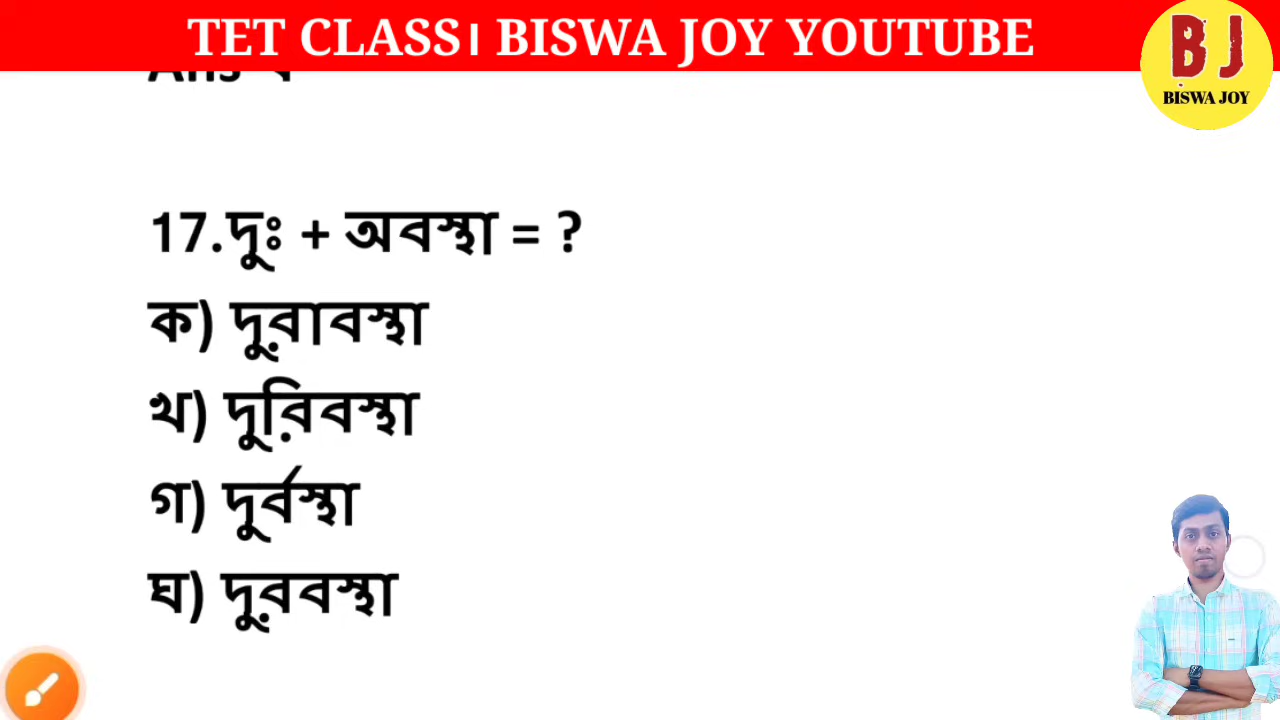 TET CLASS। BISWA JOY YOUTUBE
BJ
BISWA JOY
17.দুঃ + অবস্থা = ?
ক) দুরাবস্থা
খ) দুরিবস্থা
গ) দুর্বস্থা
ঘ) দুরবস্থা